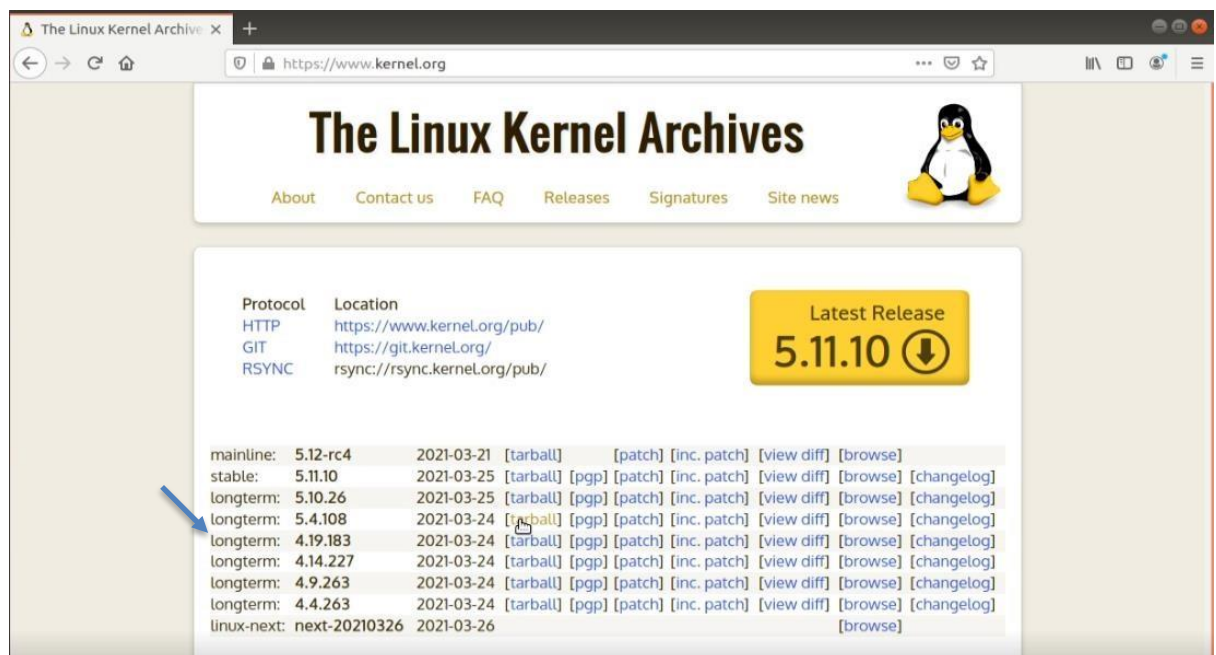 The Linux Kernel Archive
https://www.kernel.org
The Linux Kernel Archives
About Contact us FAQ Releases Signatures Site news
Protocol Location
HTTP https://www.kernel.org/pub/
GIT https://git.kernel.org/
RSYNC rsync://rsync.kernel.org/pub/
Latest Release
5.11.10
mainline: 5.12-rc4 2021-03-21 [tarball] [patch] [inc. patch] [view diff] [browse]
stable: 5.11.10 2021-03-25 [tarball] [pgp] [patch] [inc. patch] [view diff] [browse] [changelog]
longterm: 5.10.26 2021-03-25 [tarball] [pgp] [patch] [inc. patch] [view diff] [browse] [changelog]
longterm: 5.4.108 2021-03-24 [tarball] [pgp] [patch] [inc. patch] [view diff] [browse] [changelog]
longterm: 4.19.183 2021-03-24 [tarball] [pgp] [patch] [inc. patch] [view diff] [browse] [changelog]
longterm: 4.14.227 2021-03-24 [tarball] [pgp] [patch] [inc. patch] [view diff] [browse] [changelog]
longterm: 4.9.263 2021-03-24 [tarball] [pgp] [patch] [inc. patch] [view diff] [browse] [changelog]
longterm: 4.4.263 2021-03-24 [tarball] [pgp] [patch] [inc. patch] [view diff] [browse] [changelog]
linux-next: next-20210326 2021-03-26 [browse]